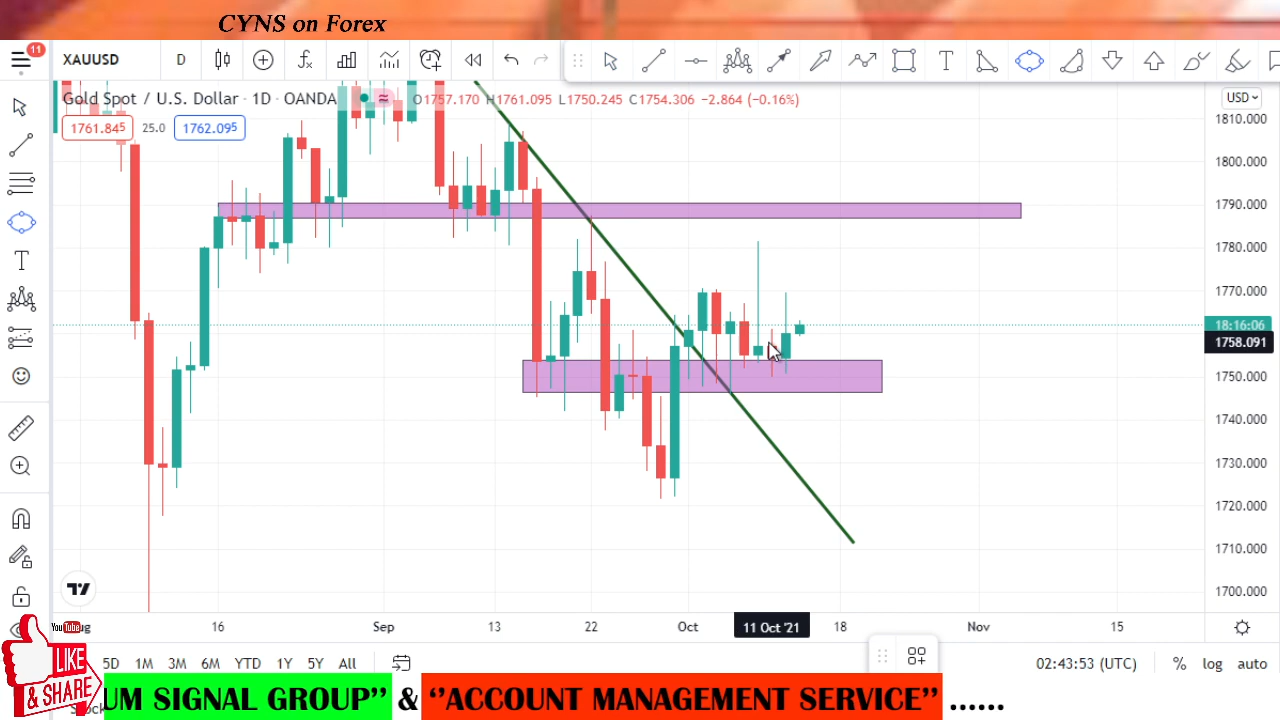 CYNS on Forex
11
XAUUSD D
Gold Spot / U.S. Dollar · 1D · OANDA ≈ O1757.170 H1761.095 L1750.245 C1754.306 −2.864 (−0.16%)
USD
1761.845 25.0 1762.095
1810.000
1800.000
1790.000
1780.000
1770.000
18:16:06
1758.091
1750.000
1740.000
1730.000
1720.000
1710.000
1700.000
ug 16 Sep 13 22 Oct 11 Oct '21 18 Nov 15
YouTube
5D 1M 3M 6M YTD 1Y 5Y All 02:43:53 (UTC) % log auto
LIKE
& SHARE
UM SIGNAL GROUP" & "ACCOUNT MANAGEMENT SERVICE" ......